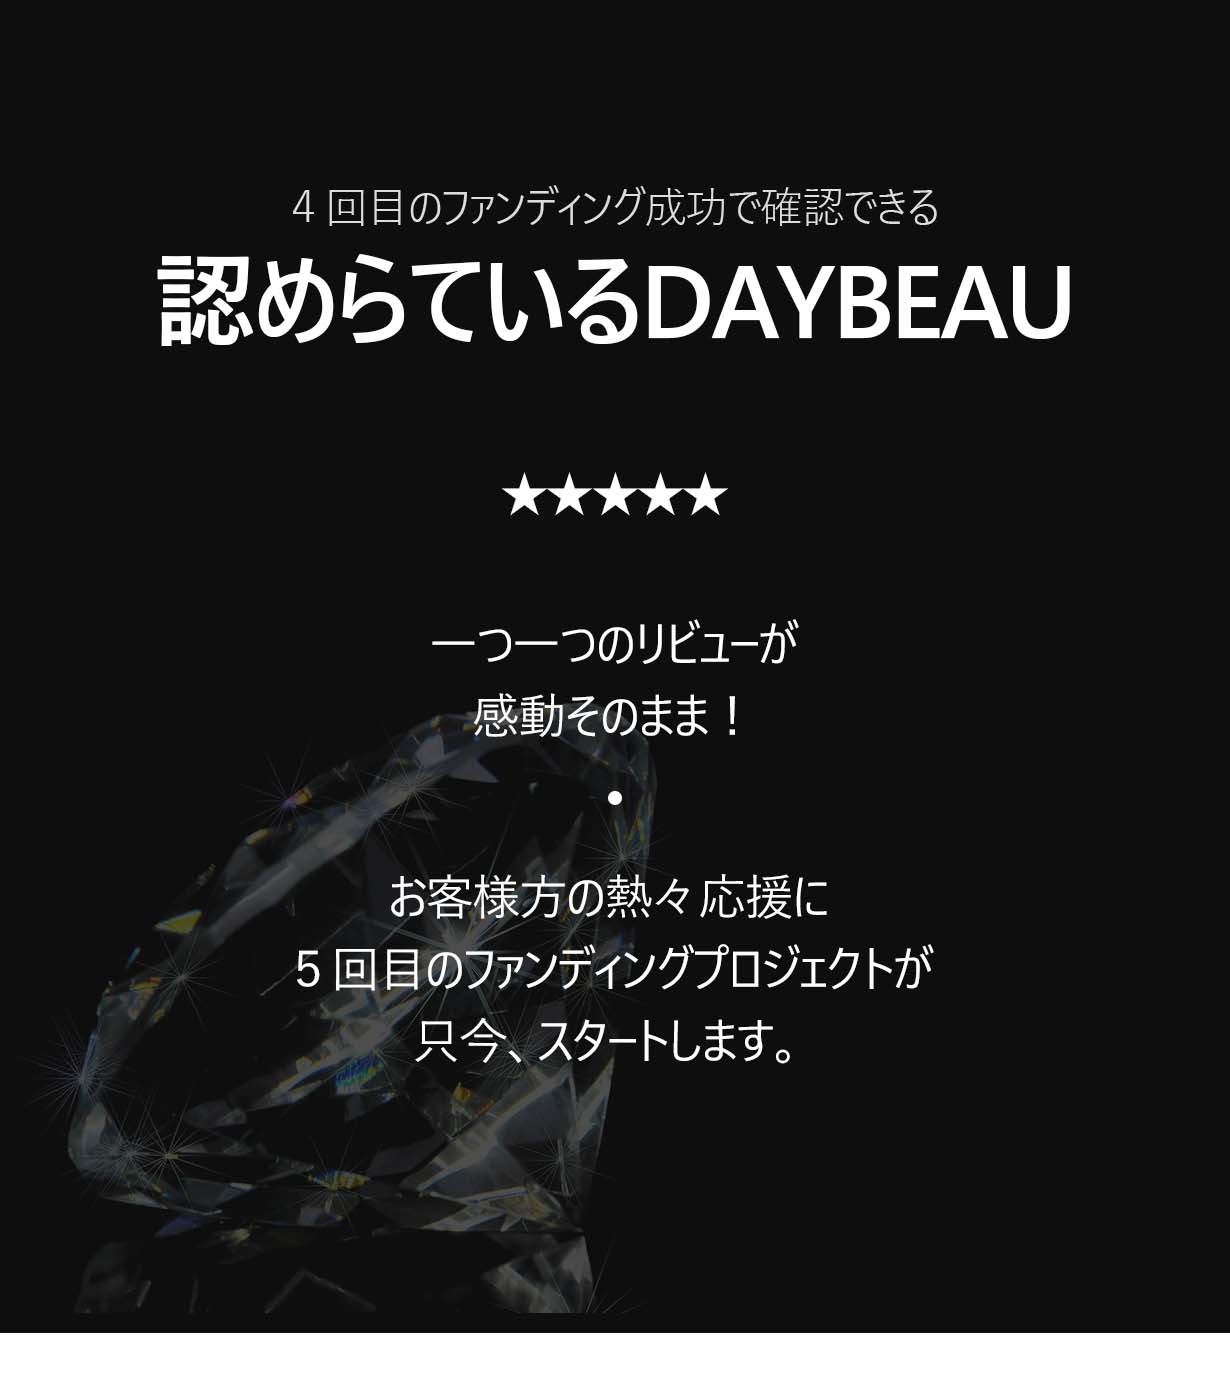 4回目のファンディング成功で確認できる
認めらているDAYBEAU
★★★★★
一つ一つのリビューが
感動そのまま！
•
お客様方の熱々応援に
5回目のファンディングプロジェクトが
只今、スタートします。